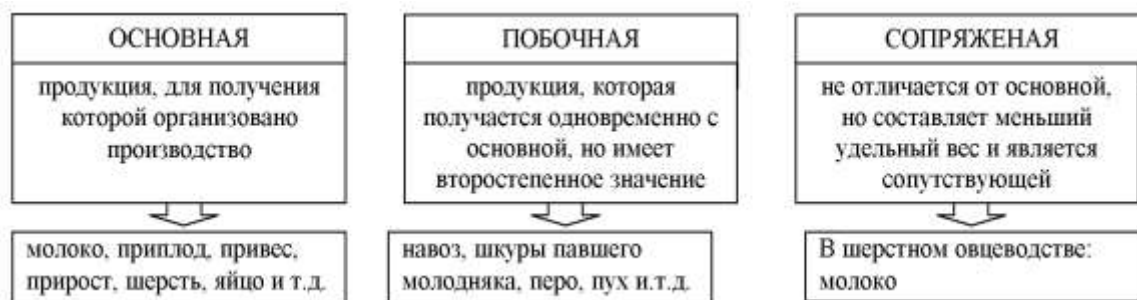 ОСНОВНАЯ
продукция, для получения
которой организовано
производство
молоко, приплод, привес,
прирост, шерсть, яйцо и т.д.
ПОБОЧНАЯ
продукция, которая
получается одновременно с
основной, но имеет
второстепенное значение
навоз, шкуры павшего
молодняка, перо, пух и.т.д.
СОПРЯЖЕНАЯ
не отличается от основной,
но составляет меньший
удельный вес и является
сопутствующей
В шерстном овцеводстве:
молоко